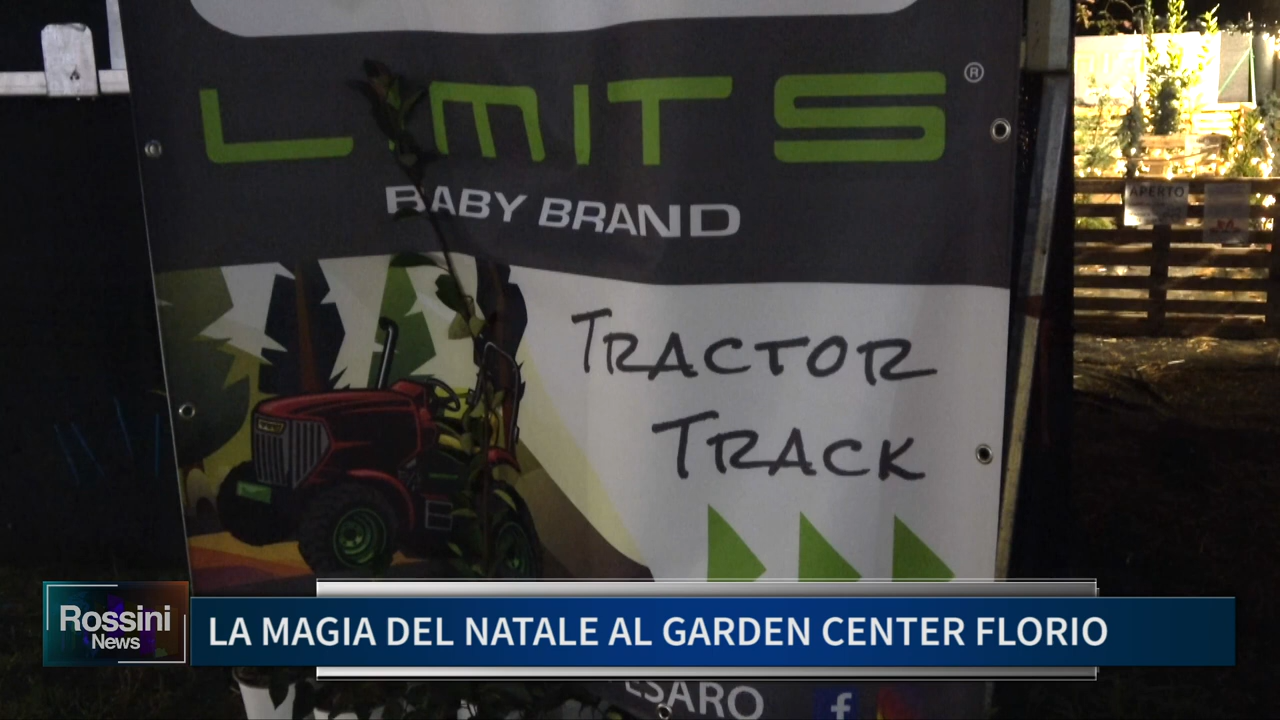 L MITS ®
BABY BRAND
TRACTOR
TRACK
APERTO
Rossini
News
LA MAGIA DEL NATALE AL GARDEN CENTER FLORIO
ESARO
f